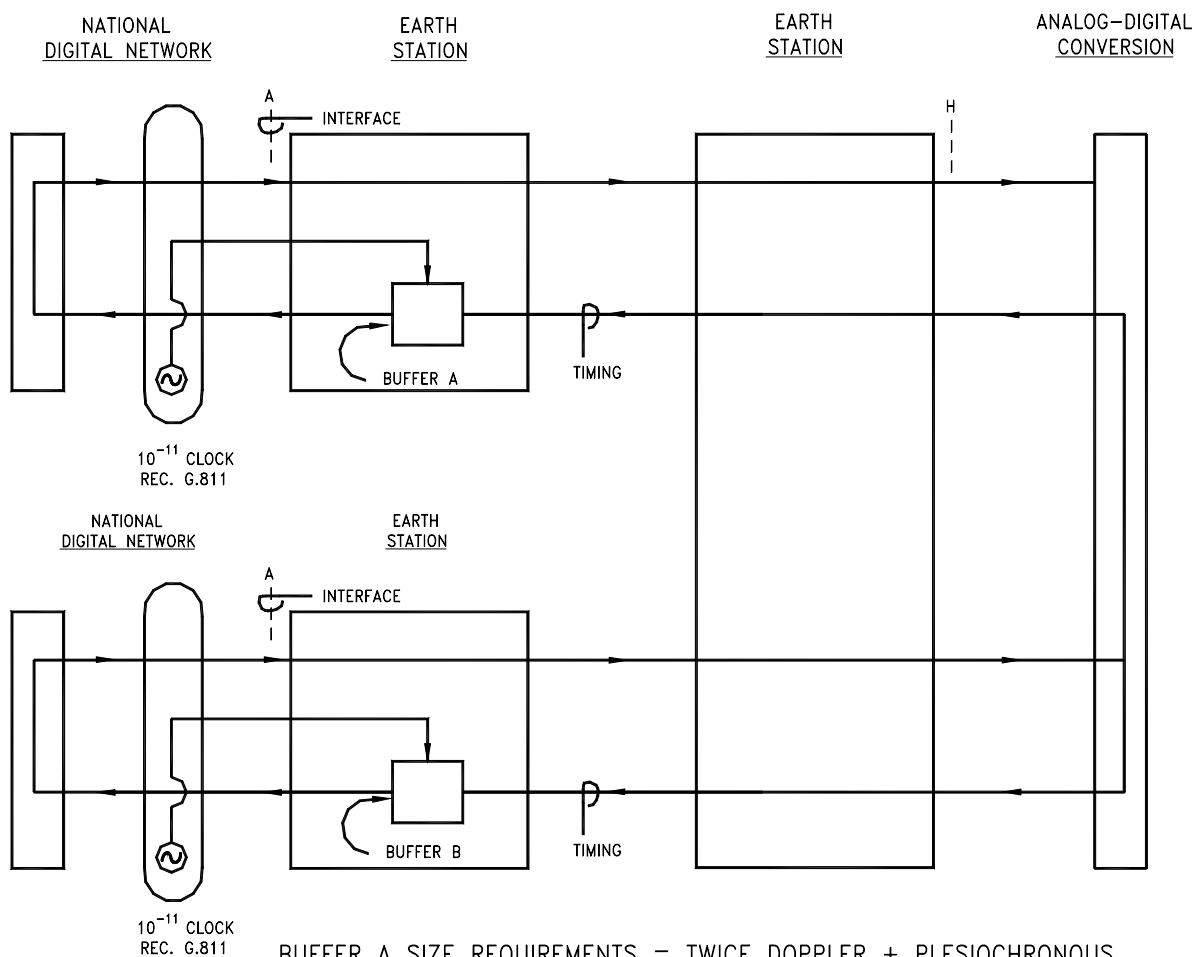 NATIONAL
DIGITAL NETWORK
EARTH
STATION
EARTH
STATION
ANALOG-DIGITAL
CONVERSION
A
INTERFACE
H
BUFFER A
TIMING
10⁻¹¹ CLOCK
REC. G.811
NATIONAL
DIGITAL NETWORK
EARTH
STATION
A
INTERFACE
BUFFER B
TIMING
10⁻¹¹ CLOCK
REC. G.811
BUFFER A SIZE REQUIREMENTS – TWICE DOPPLER + PLESIOCHRONOUS